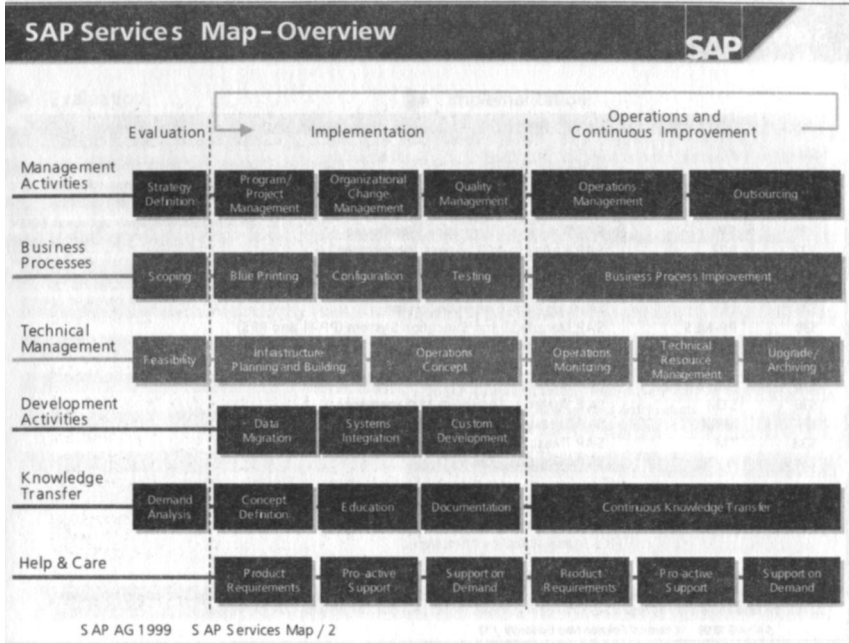 SAP Services Map - Overview
SAP
Evaluation
Implementation
Operations and
Continuous Improvement
Management
Activities
Strategy
Definition
Program/
Project
Management
Organizational
Change
Management
Quality
Management
Operations
Management
Outsourcing
Business
Processes
Scoping
Blue Printing
Configuration
Testing
Business Process Improvement
Technical
Management
Feasibility
Infrastructure
Planning and Building
Operations
Concept
Operations
Monitoring
Technical
Resource
Management
Upgrade/
Archiving
Development
Activities
Data
Migration
Systems
Integration
Custom
Development
Knowledge
Transfer
Demand
Analysis
Concept
Definition
Education
Documentation
Continuous Knowledge Transfer
Help & Care
Product
Requirements
Pro-active
Support
Support on
Demand
Product
Requirements
Pro-active
Support
Support on
Demand
SAP AG 1999 SAP Services Map / 2